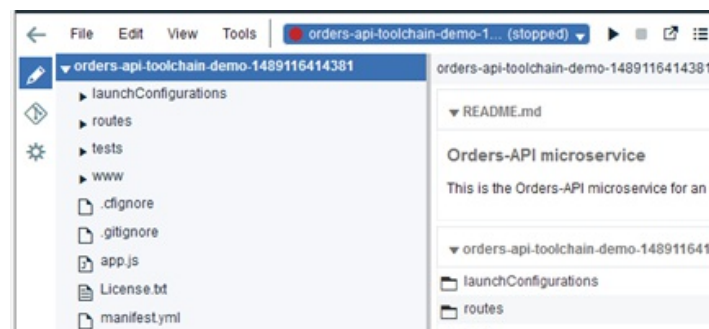 File Edit View Tools orders-api-toolchain-demo-1... (stopped)
orders-api-toolchain-demo-1489116414381
launchConfigurations
routes
tests
www
.cfignore
.gitignore
app.js
License.txt
manifest.yml
orders-api-toolchain-demo-1489116414381
README.md
Orders-API microservice
This is the Orders-API microservice for an
orders-api-toolchain-demo-148911641
launchConfigurations
routes